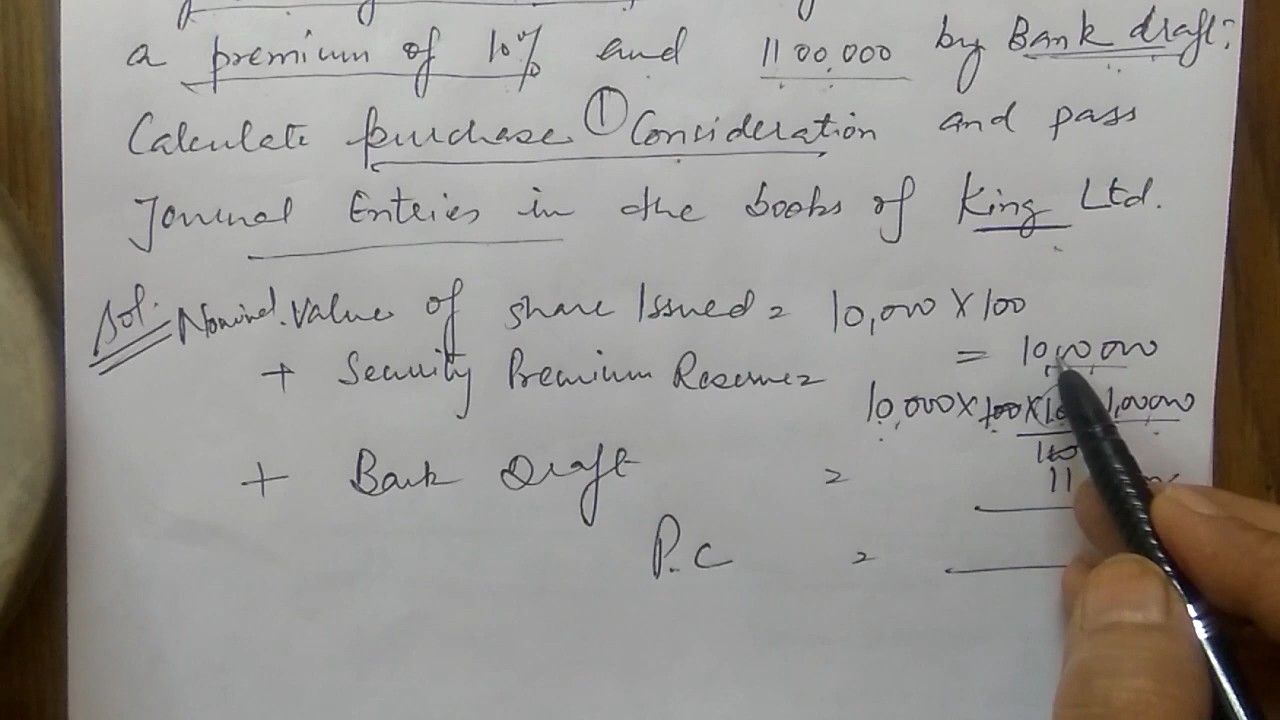 a premium of 10% and 1100,000 by Bank draft.
Calculate purchase ① Consideration and pass
Journal Entries in the books of King Ltd.
Sol. Nominal Value of share Issued = 10,000 X 100
= 10,00,000
+ Security Premium Reserve =
10,000 X 100 X 10 1,00,000
100
+ Bank Draft = 11
P.C =